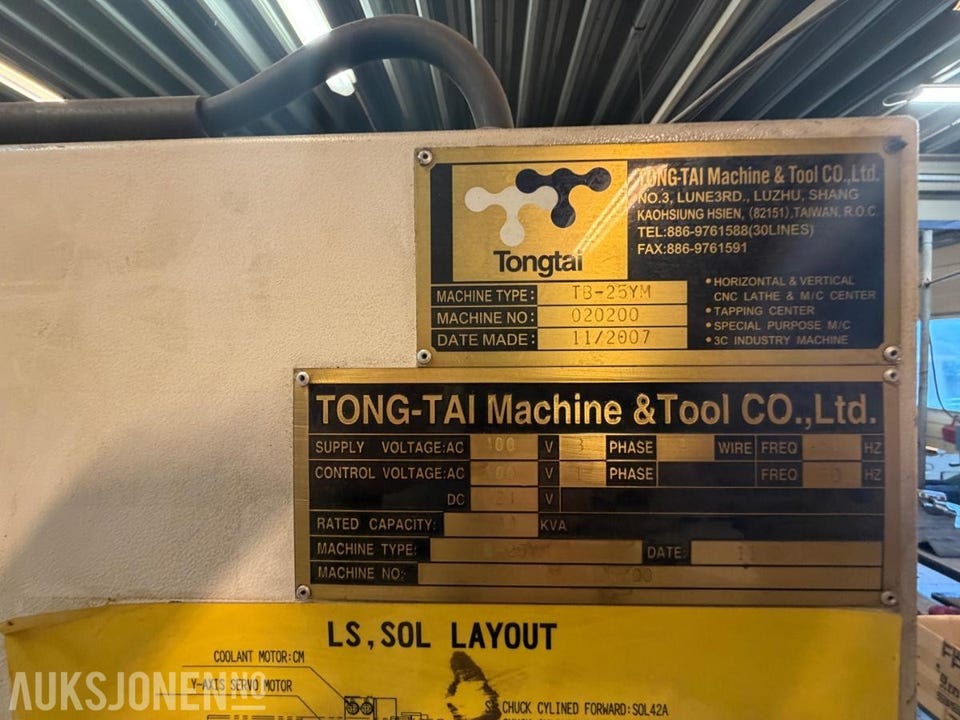 Tongtai
TONG-TAI Machine & Tool CO.,Ltd.
NO.3, LUNE3RD., LUZHU, SHANG
KAOHSIUNG HSIEN, (82151),TAIWAN, R.O.C.
TEL:886-9761588(30LINES)
FAX:886-9761591
• HORIZONTAL & VERTICAL
CNC LATHE & M/C CENTER
• TAPPING CENTER
• SPECIAL PURPOSE M/C
• 3C INDUSTRY MACHINE
MACHINE TYPE: TB-25YM
MACHINE NO: 020200
DATE MADE: 11/2007
TONG-TAI Machine &Tool CO.,Ltd.
SUPPLY VOLTAGE:AC V 3 PHASE WIRE FREQ HZ
CONTROL VOLTAGE:AC V PHASE FREQ HZ
DC V
RATED CAPACITY: KVA
MACHINE TYPE: DATE:
MACHINE NO:
LS,SOL LAYOUT
COOLANT MOTOR:CM
Y-AXIS SERVO MOTOR
CHUCK CYLINED FORWARD:SOL42A
AUKSJONEN.NO